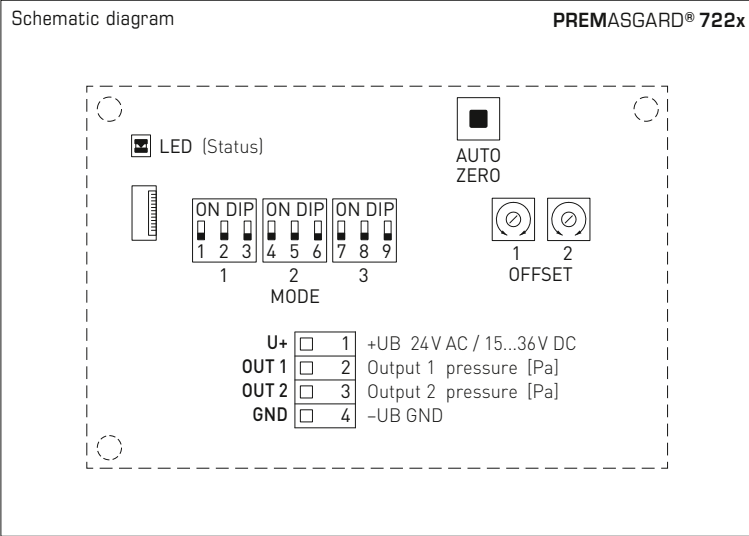 Schematic diagram PREMASGARD® 722x
LED (Status)
AUTO
ZERO
ON DIP ON DIP ON DIP
1 2 3 4 5 6 7 8 9
1 2 3
MODE
1 2
OFFSET
U+ 1 +UB 24V AC / 15...36V DC
OUT 1 2 Output 1 pressure [Pa]
OUT 2 3 Output 2 pressure [Pa]
GND 4 –UB GND